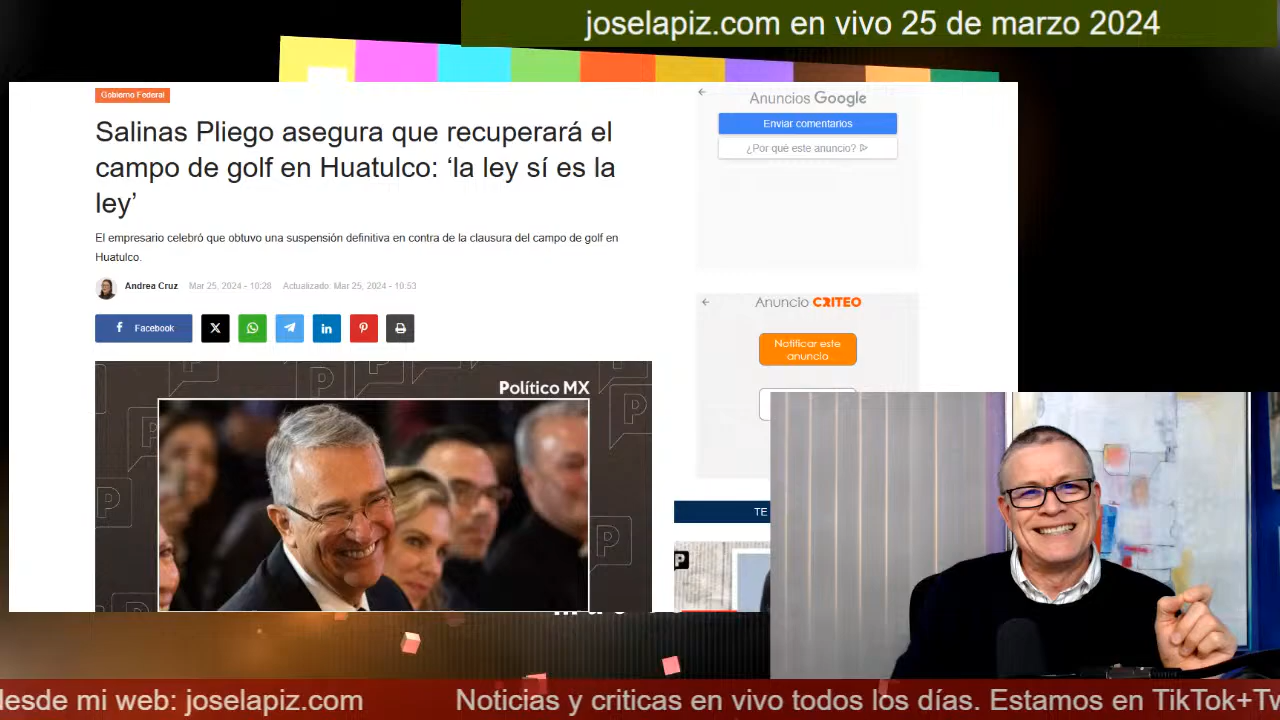 joselapiz.com en vivo 25 de marzo 2024
Gobierno Federal
Salinas Pliego asegura que recuperará el
campo de golf en Huatulco: ‘la ley sí es la
ley’
El empresario celebró que obtuvo una suspensión definitiva en contra de la clausura del campo de golf en
Huatulco.
Andrea Cruz Mar 25, 2024 - 10:28 Actualizado: Mar 25, 2024 - 10:53
Facebook
Político MX
Anuncios Google
Enviar comentarios
¿Por qué este anuncio?
Anuncio CRITEO
Notificar este
anuncio
TE
desde mi web: joselapiz.com Noticias y criticas en vivo todos los días. Estamos en TikTok+Tw